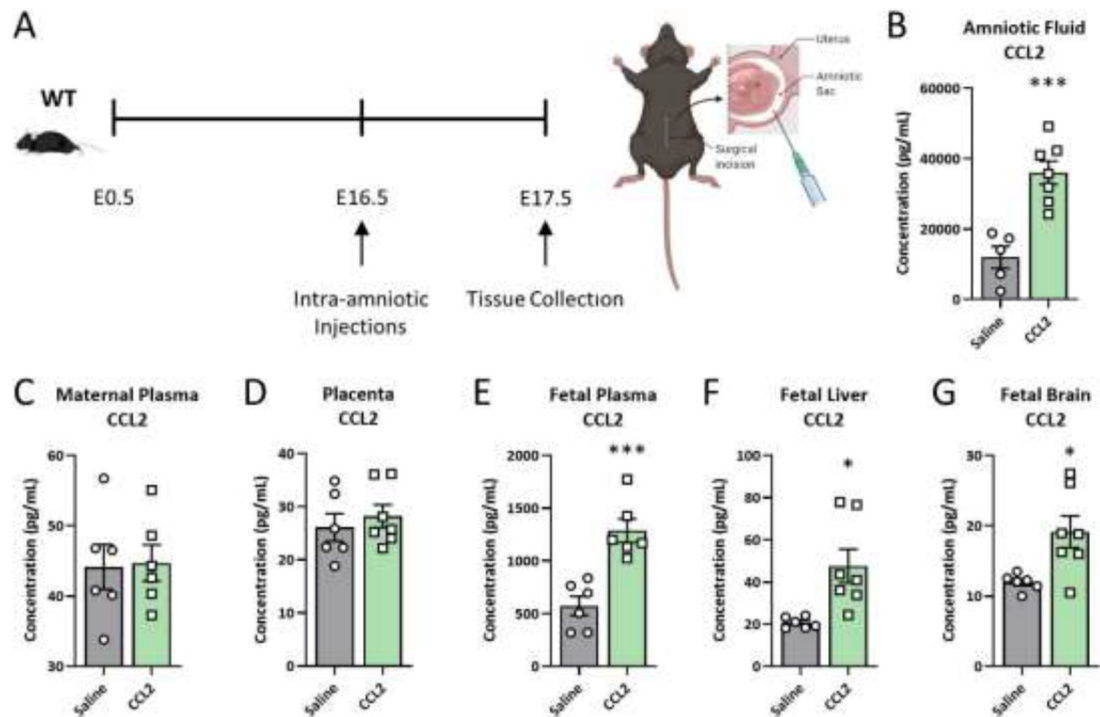 A
WT
E0.5
E16.5
E17.5
Intra-amniotic
Injections
Tissue Collection
Uterus
Amniotic
Sac
Surgical
Incision
B
Amniotic Fluid
CCL2
***
Concentration (pg/mL)
60000
40000
20000
0
Saline
CCL2
C
Maternal Plasma
CCL2
Concentration (pg/mL)
60
50
40
30
Saline
CCL2
D
Placenta
CCL2
Concentration (pg/mL)
40
30
20
10
0
Saline
CCL2
E
Fetal Plasma
CCL2
***
Concentration (pg/mL)
2000
1500
1000
500
0
Saline
CCL2
F
Fetal Liver
CCL2
*
Concentration (pg/mL)
100
80
60
40
20
0
Saline
CCL2
G
Fetal Brain
CCL2
*
Concentration (pg/mL)
30
20
10
0
Saline
CCL2